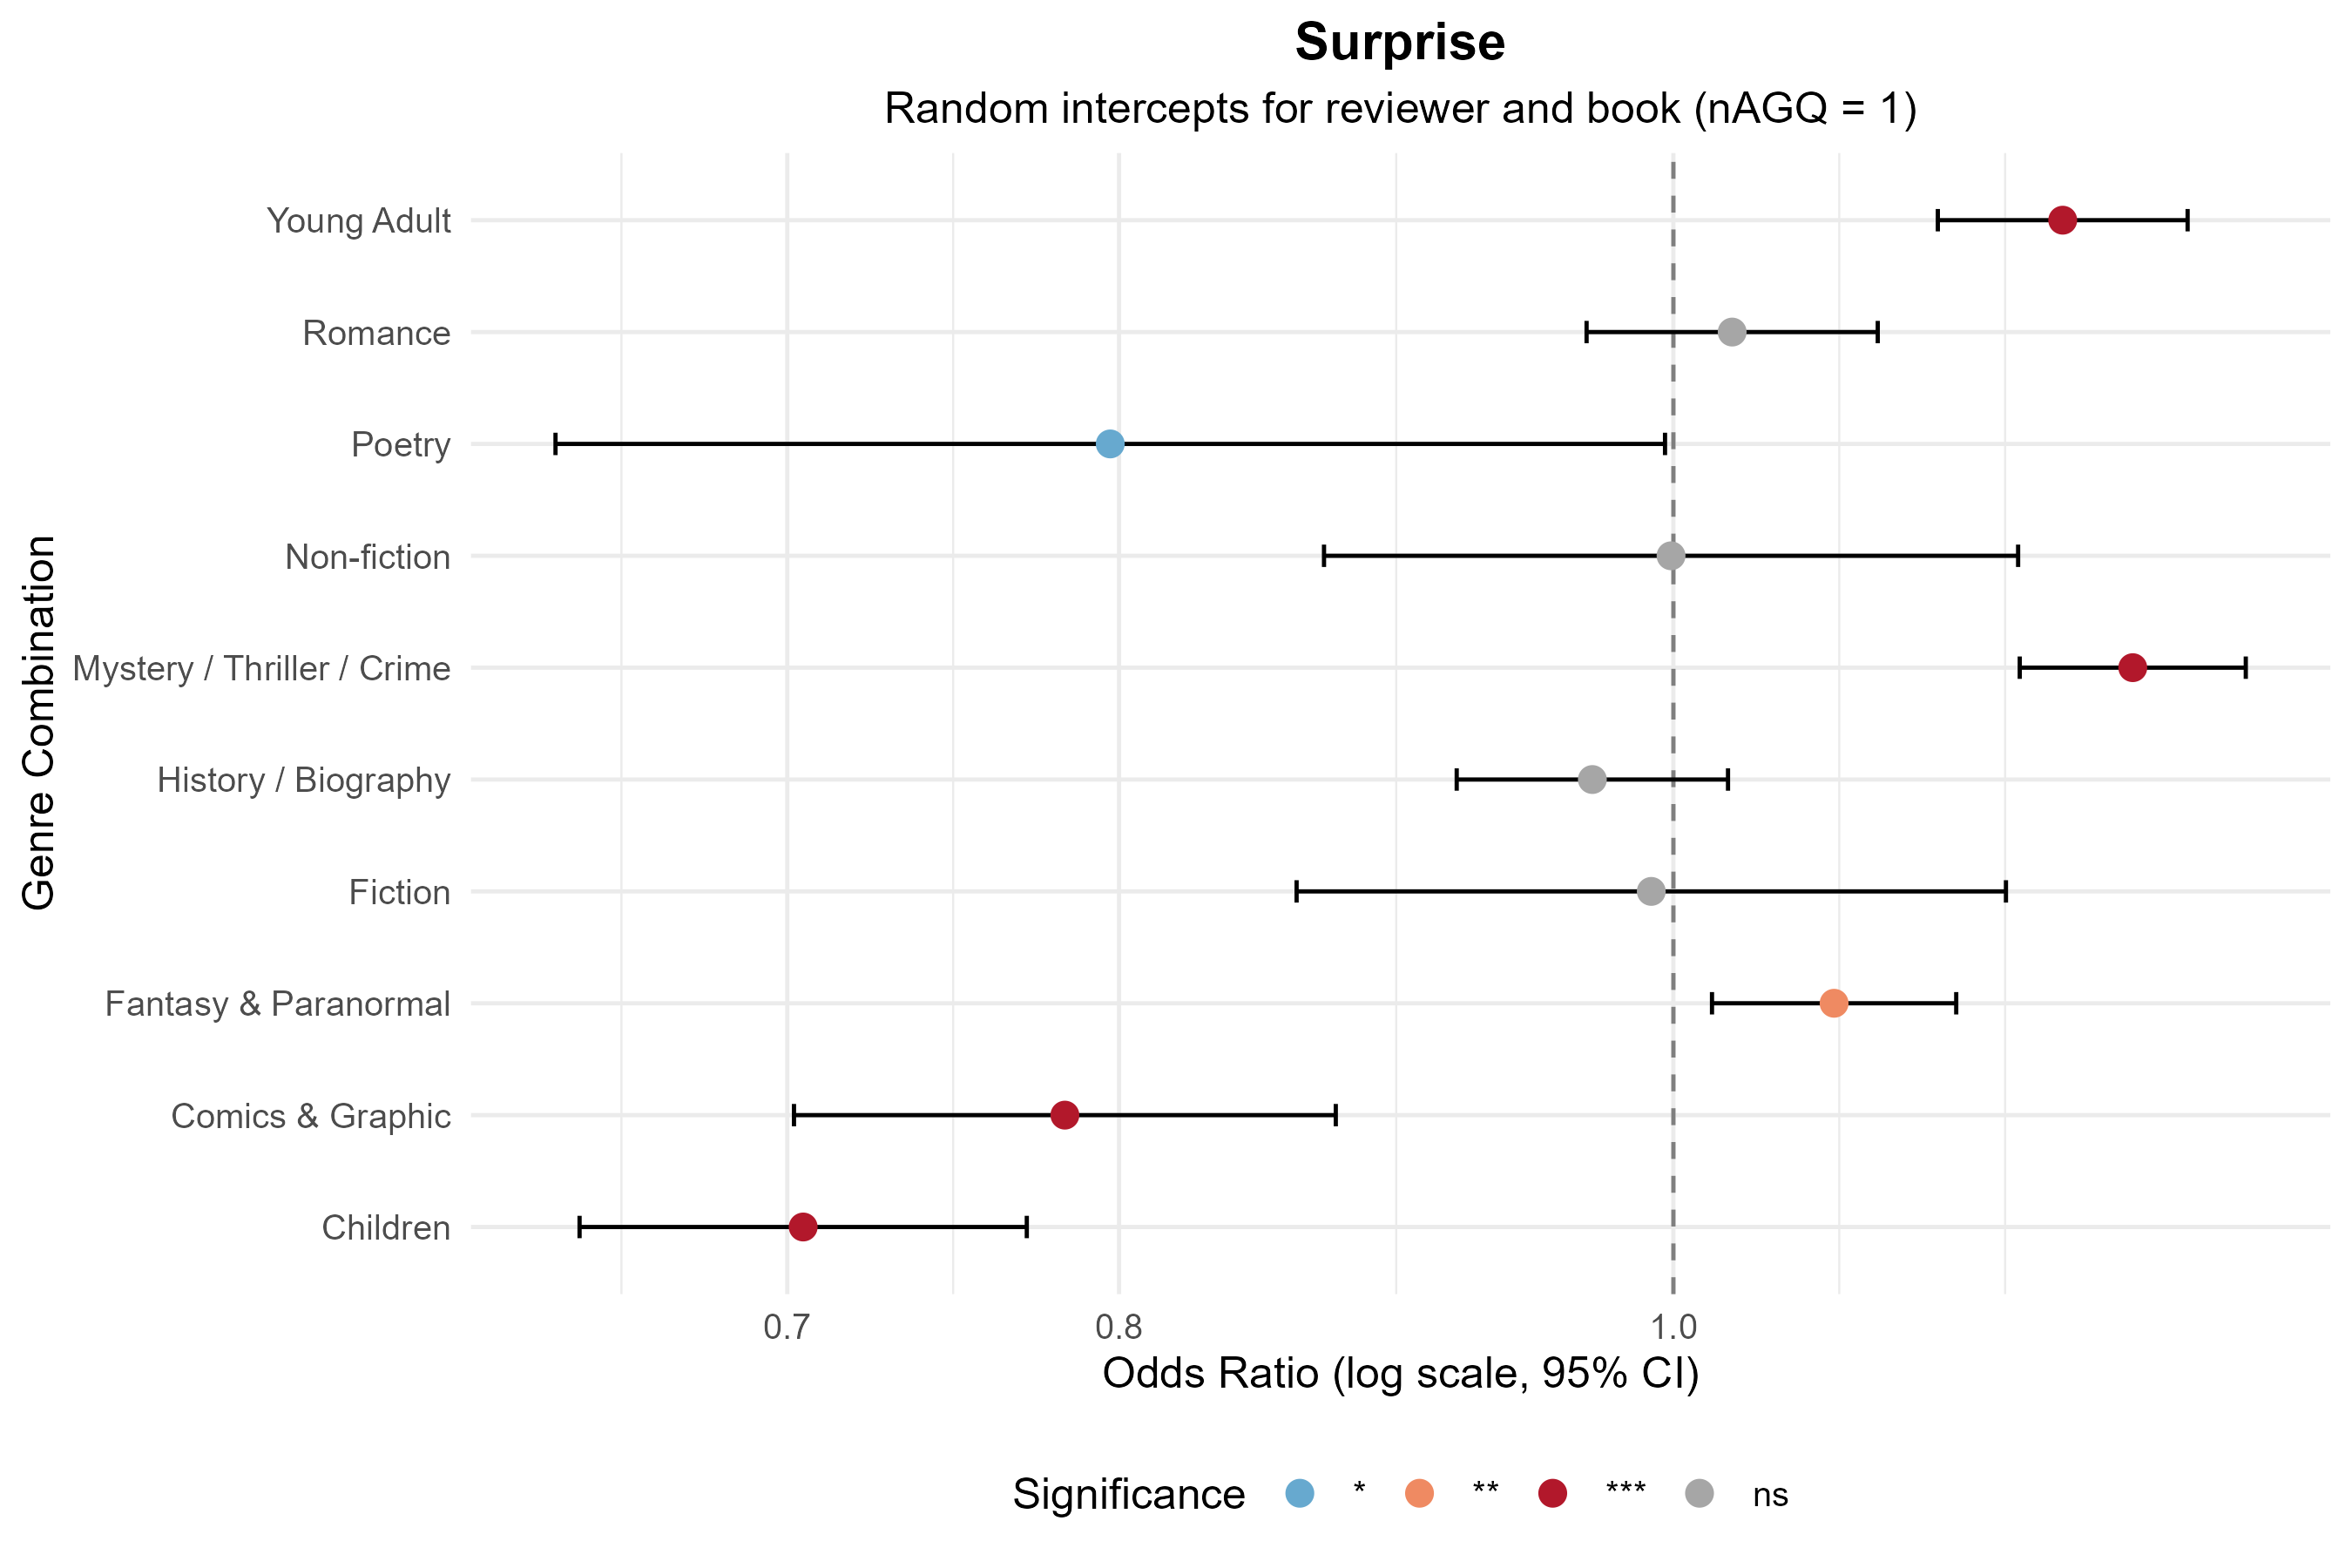 Surprise
Random intercepts for reviewer and book (nAGQ = 1)
Genre Combination
Young Adult
Romance
Poetry
Non-fiction
Mystery / Thriller / Crime
History / Biography
Fiction
Fantasy & Paranormal
Comics & Graphic
Children
0.7 0.8 1.0
Odds Ratio (log scale, 95% CI)
Significance * ** *** ns